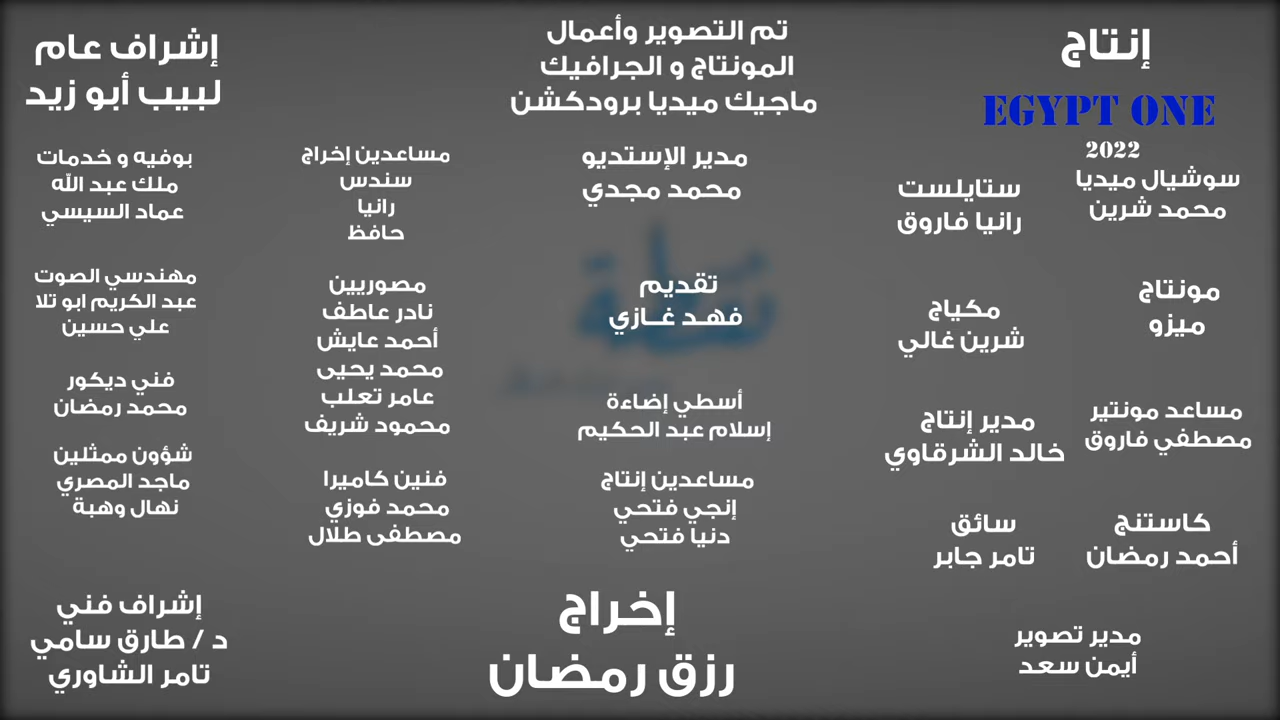 إنتاج
EGYPT ONE
2022
سوشيال ميديا
محمد شرين
ستايلست
رانيا فاروق
مونتاج
ميزو
مكياج
شرين غالي
مساعد مونتير
مصطفي فاروق
مدير إنتاج
خالد الشرقاوي
كاستنج
أحمد رمضان
سائق
تامر جابر
مدير تصوير
أيمن سعد
تم التصوير وأعمال
المونتاج و الجرافيك
ماجيك ميديا برودكشن
مدير الإستديو
محمد مجدي
تقديم
فهد غازي
أسطي إضاءة
إسلام عبد الحكيم
مساعدين إنتاج
إنجي فتحي
دنيا فتحي
إخراج
رزق رمضان
مساعدين إخراج
سندس
رانيا
حافظ
مصوريين
نادر عاطف
أحمد عايش
محمد يحيى
عامر تعلب
محمود شريف
فنين كاميرا
محمد فوزي
مصطفى طلال
إشراف عام
لبيب أبو زيد
بوفيه و خدمات
ملك عبد الله
عماد السيسي
مهندسي الصوت
عبد الكريم ابو تلا
علي حسين
فني ديكور
محمد رمضان
شؤون ممثلين
ماجد المصري
نهال وهبة
إشراف فني
د / طارق سامي
تامر الشاوري